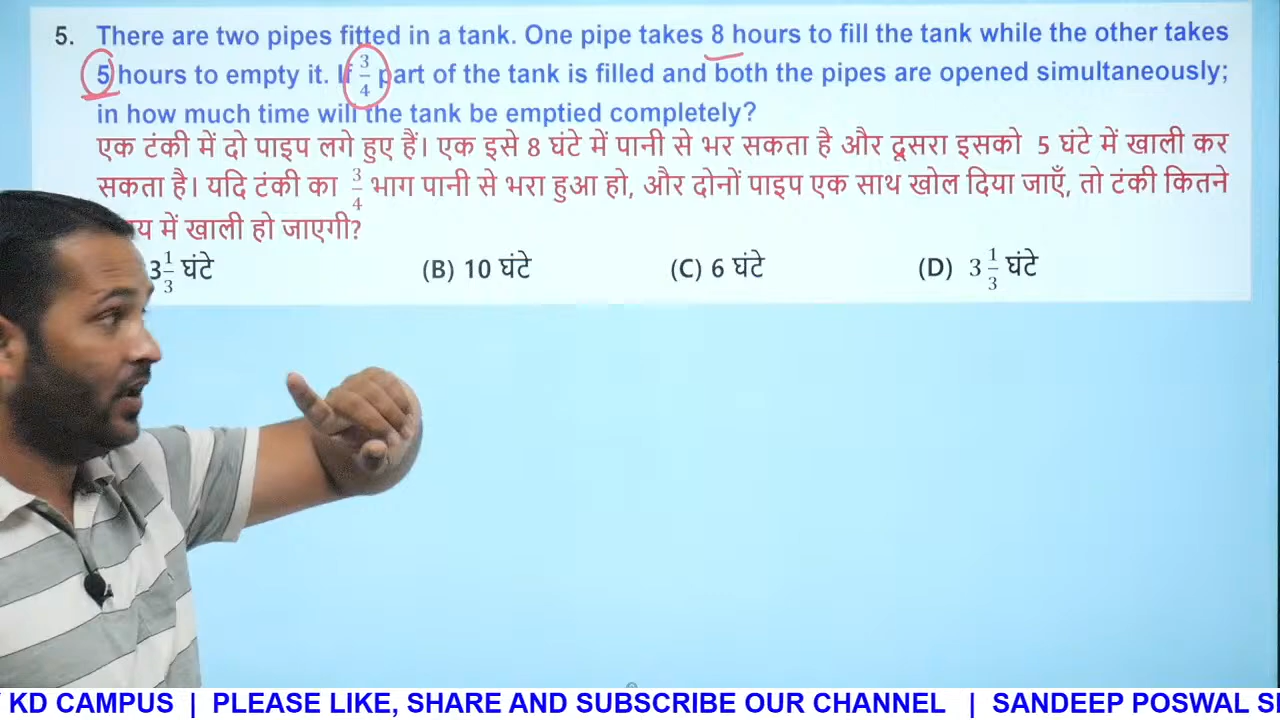 5. There are two pipes fitted in a tank. One pipe takes 8 hours to fill the tank while the other takes
5 hours to empty it. If 3/4 part of the tank is filled and both the pipes are opened simultaneously;
in how much time will the tank be emptied completely?
एक टंकी में दो पाइप लगे हुए हैं। एक इसे 8 घंटे में पानी से भर सकता है और दूसरा इसको 5 घंटे में खाली कर
सकता है। यदि टंकी का 3/4 भाग पानी से भरा हुआ हो, और दोनों पाइप एक साथ खोल दिया जाएँ, तो टंकी कितने
में खाली हो जाएगी?
3 1/3 घंटे (B) 10 घंटे (C) 6 घंटे (D) 3 1/3 घंटे
KD CAMPUS | PLEASE LIKE, SHARE AND SUBSCRIBE OUR CHANNEL | SANDEEP POSWAL